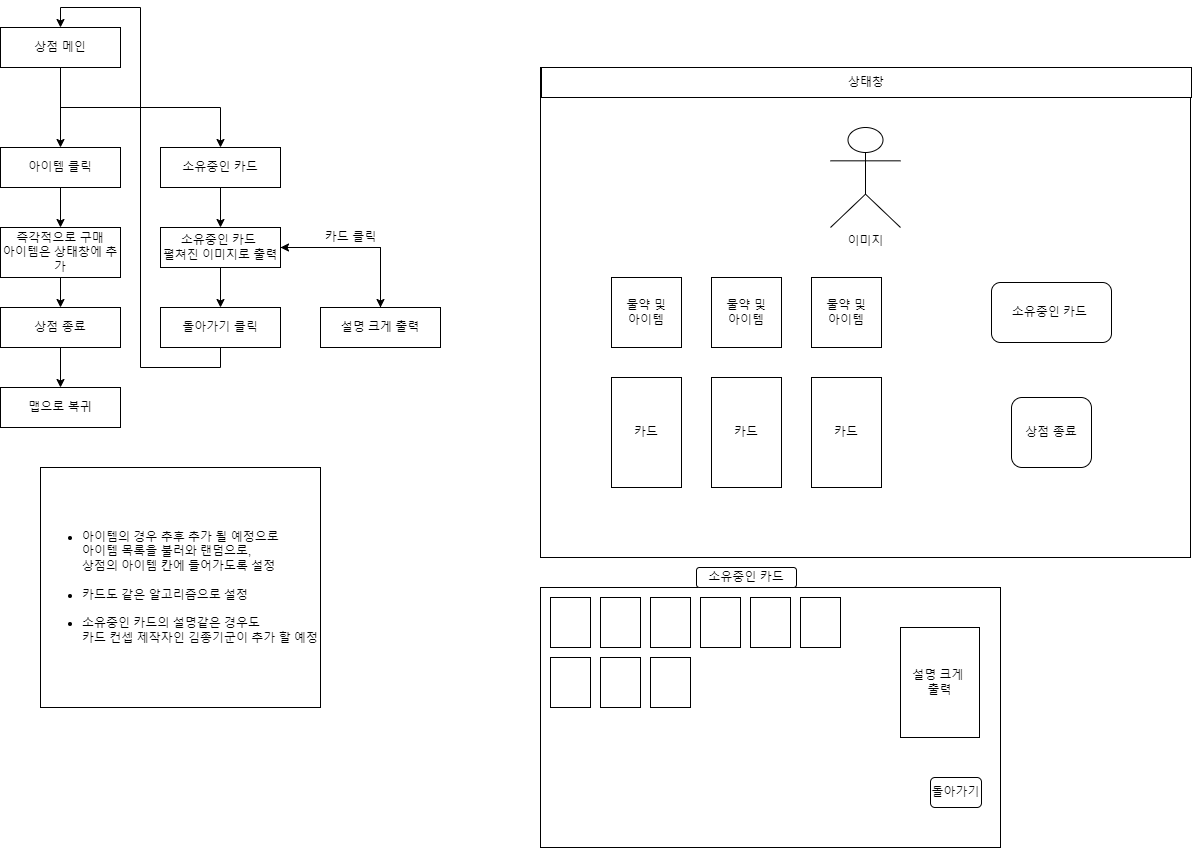 상점 메인
아이템 클릭
소유중인 카드
즉각적으로 구매
아이템은 상태창에 추
가
소유중인 카드
펼쳐진 이미지로 출력
카드 클릭
상점 종료
돌아가기 클릭
설명 크게 출력
맵으로 복귀
아이템의 경우 추후 추가 될 예정으로
아이템 목록을 불러와 랜덤으로,
상점의 아이템 칸에 들어가도록 설정
카드도 같은 알고리즘으로 설정
소유중인 카드의 설명같은 경우도
카드 컨셉 제작자인 김종기군이 추가 할 예정
상태창
이미지
물약 및
아이템
물약 및
아이템
물약 및
아이템
소유중인 카드
카드
카드
카드
상점 종료
소유중인 카드
설명 크게
출력
돌아가기